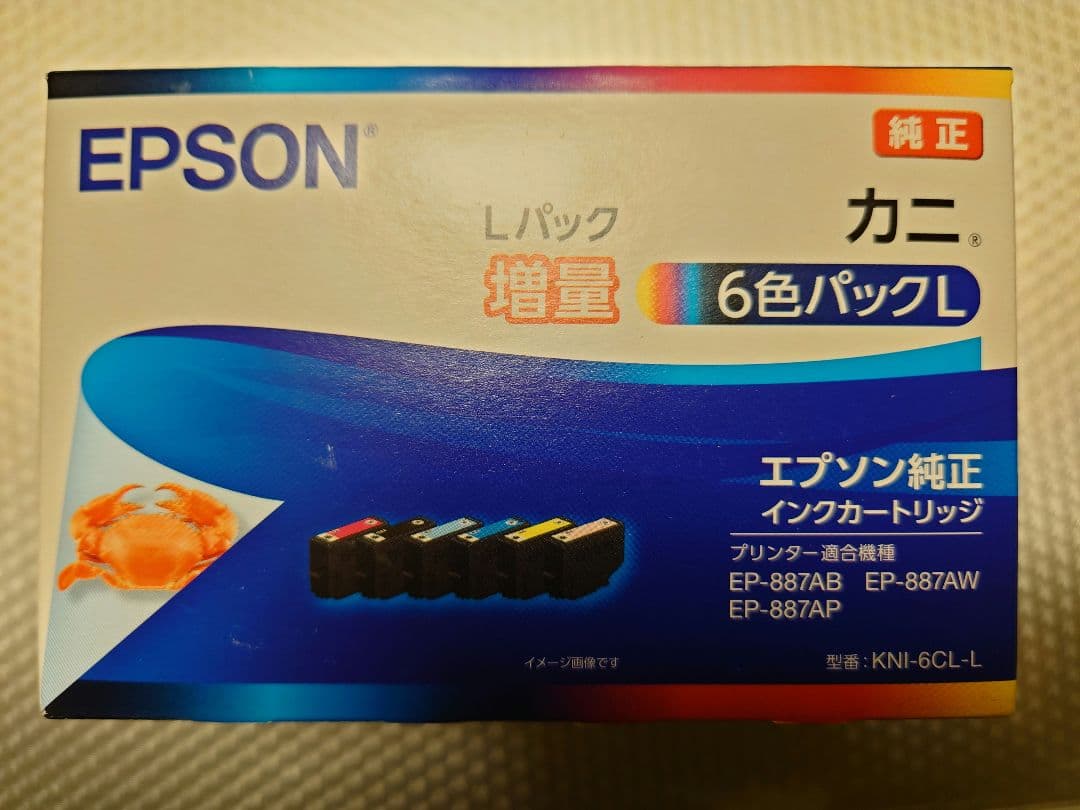 EPSON®
純正
Lパック
増量
カニ®
6色パックL
エプソン純正
インクカートリッジ
プリンター適合機種
EP-887AB EP-887AW
EP-887AP
イメージ画像です
型番:KNI-6CL-L